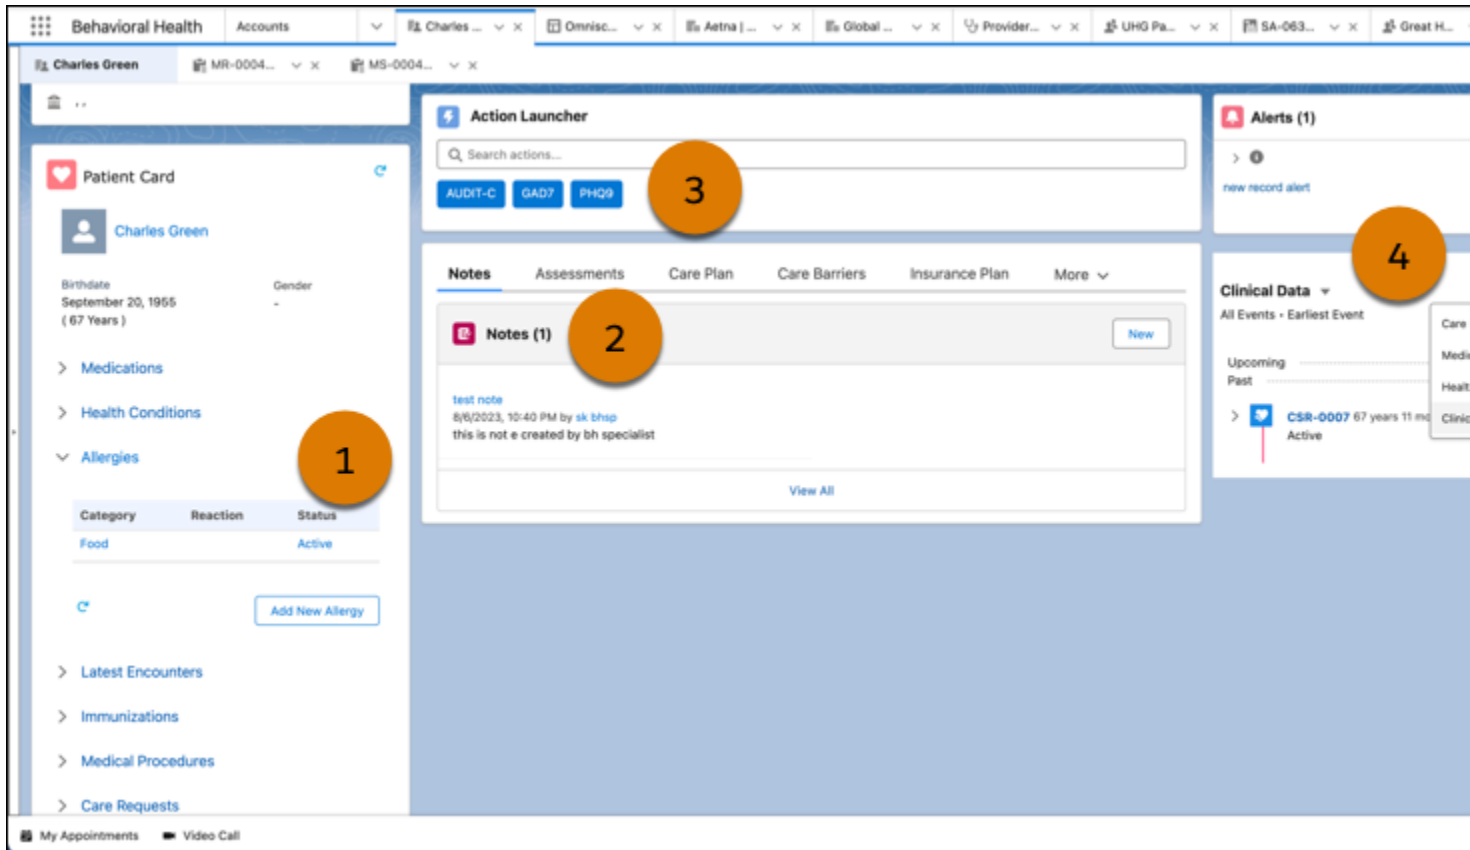 Behavioral Health
Accounts
Charles ...
Omnisc...
Aetna | ...
Global ...
Provider...
UHG Pa...
SA-063...
Great H...
Charles Green
MR-0004...
MS-0004...
, ,
Patient Card
Charles Green
Birthdate
Gender
September 20, 1955
-
( 67 Years )
Medications
Health Conditions
Allergies
1
Category Reaction Status
Food Active
Add New Allergy
Latest Encounters
Immunizations
Medical Procedures
Care Requests
Action Launcher
Search actions...
AUDIT-C GAD7 PHQ9
3
Notes Assessments Care Plan Care Barriers Insurance Plan More
Notes (1)
2
New
test note
8/6/2023, 10:40 PM by sk bhsp
this is not e created by bh specialist
View All
Alerts (1)
new record alert
4
Clinical Data
All Events • Earliest Event
Upcoming
Past
CSR-0007 67 years 11 mo
Active
Care
Medi
Healt
Clinic
My Appointments
Video Call